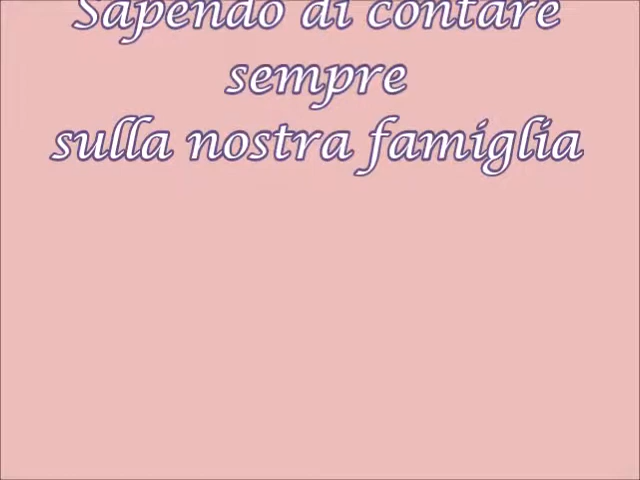 Sapendo di contare
sempre
sulla nostra famiglia